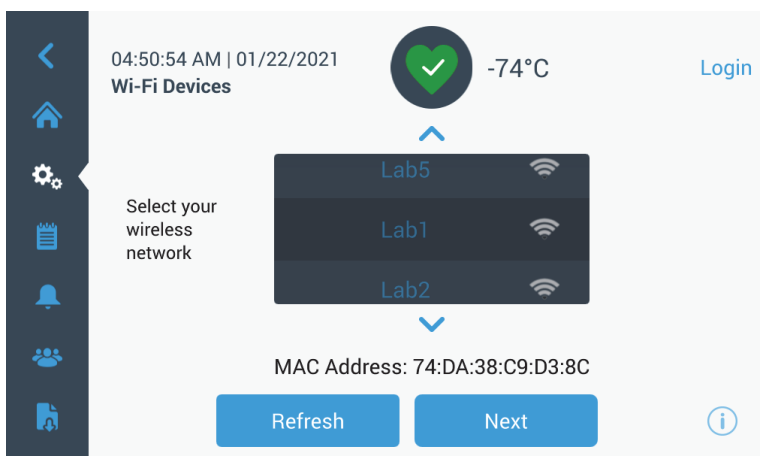 04:50:54 AM | 01/22/2021
Wi-Fi Devices
-74°C
Login
Lab5
Select your
wireless
network
Lab1
Lab2
MAC Address: 74:DA:38:C9:D3:8C
Refresh
Next
i